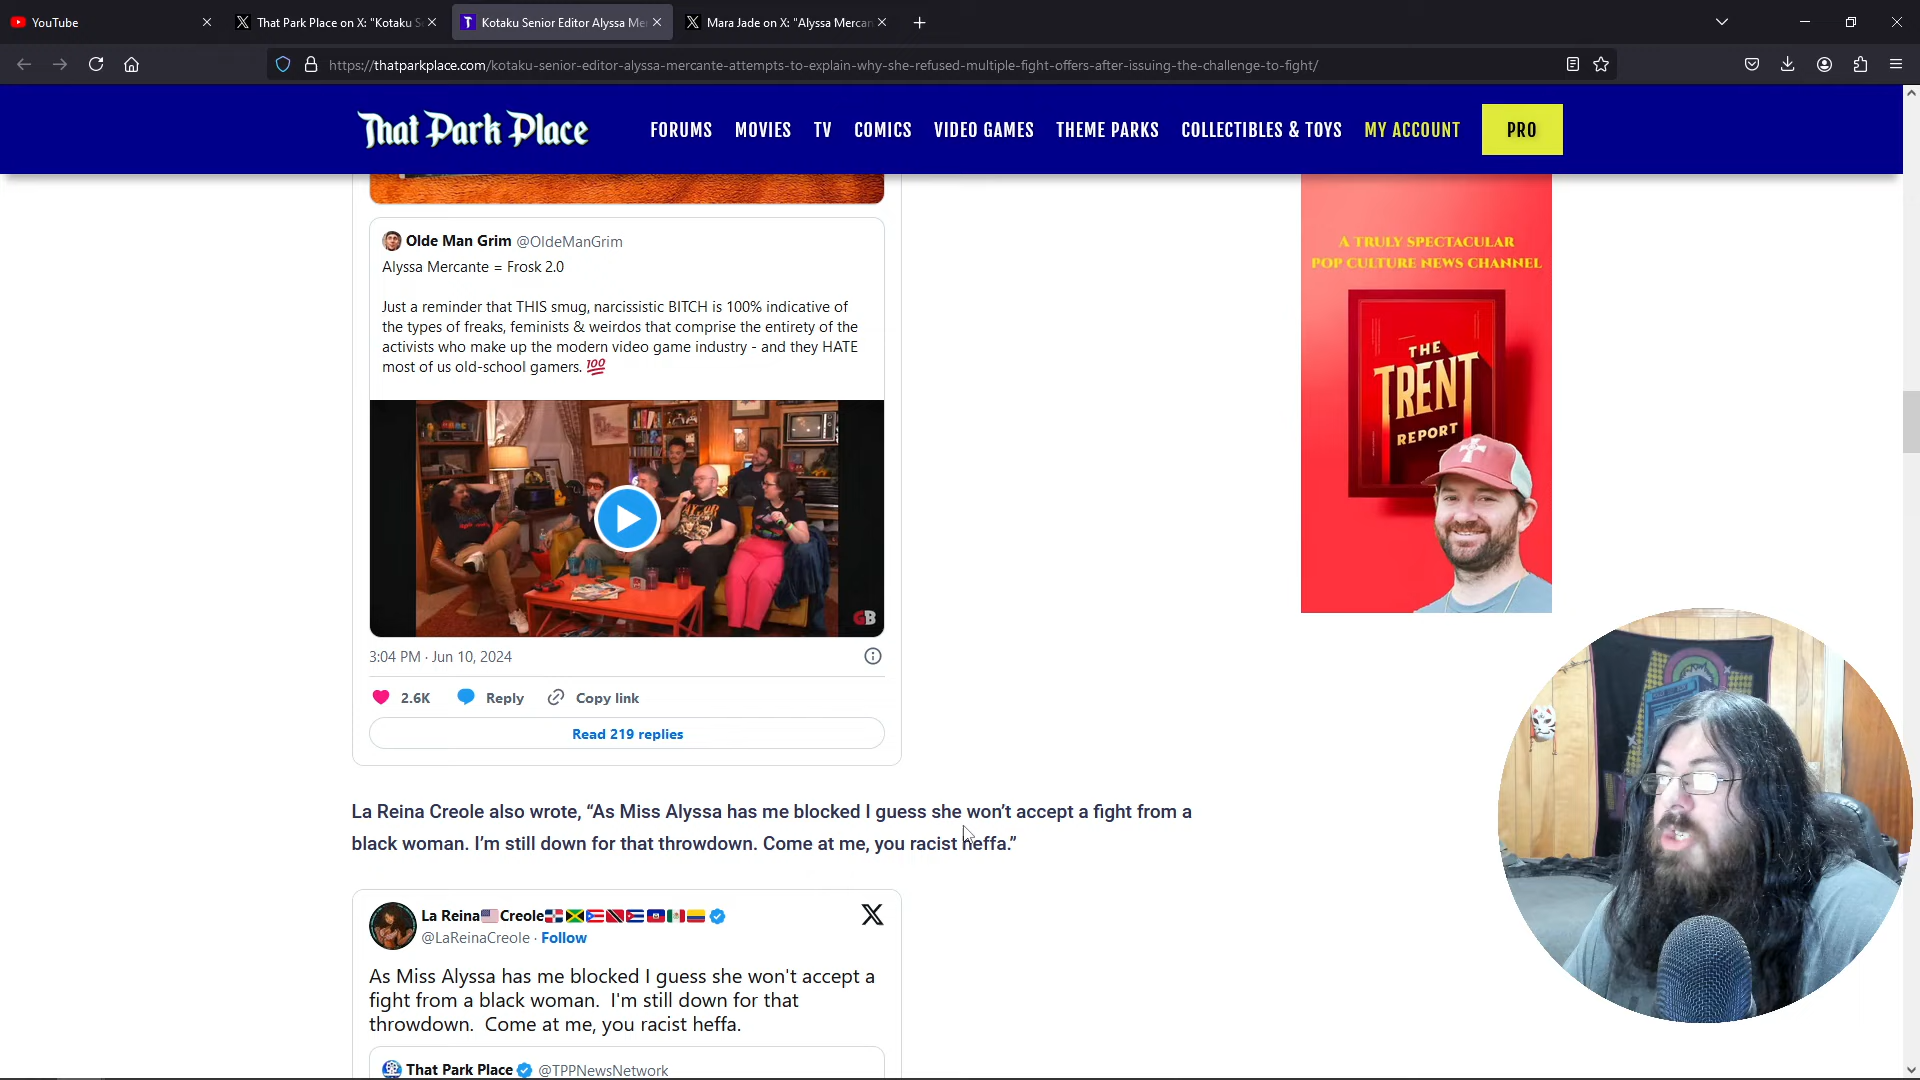 YouTube
That Park Place on X: "Kotaku S
Kotaku Senior Editor Alyssa Me
Mara Jade on X: "Alyssa Mercan
https://thatparkplace.com/kotaku-senior-editor-alyssa-mercante-attempts-to-explain-why-she-refused-multiple-fight-offers-after-issuing-the-challenge-to-fight/
That Park Place
FORUMS MOVIES TV COMICS VIDEO GAMES THEME PARKS COLLECTIBLES & TOYS MY ACCOUNT PRO
Olde Man Grim @OldeManGrim
Alyssa Mercante = Frosk 2.0
Just a reminder that THIS smug, narcissistic BITCH is 100% indicative of
the types of freaks, feminists & weirdos that comprise the entirety of the
activists who make up the modern video game industry - and they HATE
most of us old-school gamers. 💯
GB
3:04 PM · Jun 10, 2024
2.6K Reply Copy link
Read 219 replies
A TRULY SPECTACULAR
POP CULTURE NEWS CHANNEL
THE
TRENT
REPORT
La Reina Creole also wrote, “As Miss Alyssa has me blocked I guess she won’t accept a fight from a
black woman. I’m still down for that throwdown. Come at me, you racist heffa.”
La Reina🇺🇸Creole🇩🇴🇯🇲🇵🇷🇹🇹🇨🇺🇭🇹🇲🇽🇨🇴
@LaReinaCreole · Follow
As Miss Alyssa has me blocked I guess she won't accept a
fight from a black woman. I'm still down for that
throwdown. Come at me, you racist heffa.
That Park Place @TPPNewsNetwork